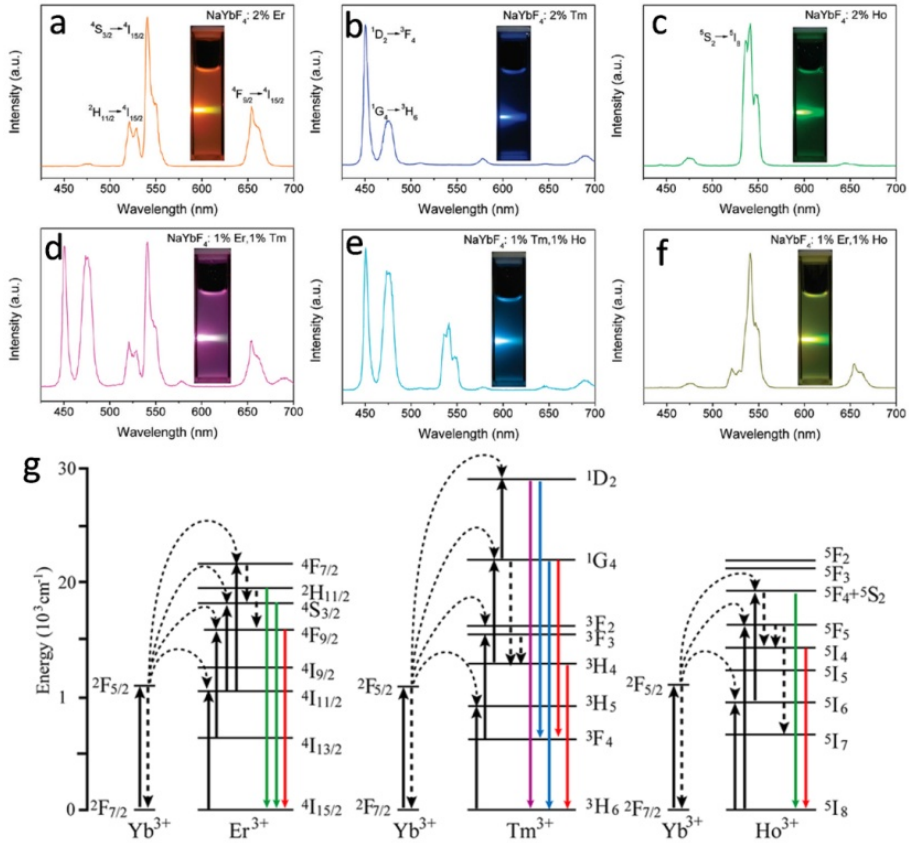 a
NaYbF₄: 2% Er
⁴S₃/₂→⁴I₁₅/₂
²H₁₁/₂→⁴I₁₅/₂
⁴F₉/₂→⁴I₁₅/₂
Intensity (a.u.)
450 500 550 600 650 700
Wavelength (nm)
b
NaYbF₄: 2% Tm
¹D₂→³F₄
¹G₄→³H₆
Intensity (a.u.)
450 500 550 600 650 700
Wavelength (nm)
c
NaYbF₄: 2% Ho
⁵S₂→⁵I₈
Intensity (a.u.)
450 500 550 600 650 700
Wavelength (nm)
d
NaYbF₄: 1% Er,1% Tm
Intensity (a.u.)
450 500 550 600 650 700
Wavelength (nm)
e
NaYbF₄: 1% Tm,1% Ho
Intensity (a.u.)
450 500 550 600 650 700
Wavelength (nm)
f
NaYbF₄: 1% Er,1% Ho
Intensity (a.u.)
450 500 550 600 650 700
Wavelength (nm)
g
Energy (10³cm⁻¹)
30
20
1
0
²F₅/₂
²F₇/₂
Yb³⁺
⁴F₇/₂
²H₁₁/₂
⁴S₃/₂
⁴F₉/₂
⁴I₉/₂
⁴I₁₁/₂
⁴I₁₃/₂
⁴I₁₅/₂
Er³⁺
²F₅/₂
²F₇/₂
Yb³⁺
¹D₂
¹G₄
³F₂
³F₃
³H₄
³H₅
³F₄
³H₆
Tm³⁺
²F₅/₂
²F₇/₂
Yb³⁺
⁵F₂
⁵F₃
⁵F₄+⁵S₂
⁵F₅
⁵I₄
⁵I₅
⁵I₆
⁵I₇
⁵I₈
Ho³⁺